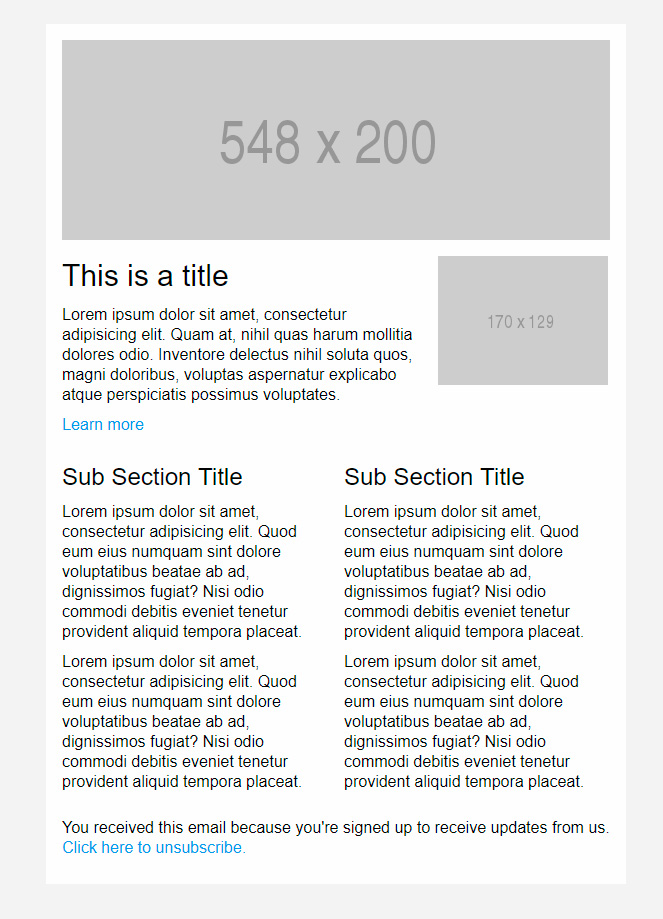 548 x 200
This is a title
170 x 129
Lorem ipsum dolor sit amet, consectetur
adipisicing elit. Quam at, nihil quas harum mollitia
dolores odio. Inventore delectus nihil soluta quos,
magni doloribus, voluptas aspernatur explicabo
atque perspiciatis possimus voluptates.
Learn more
Sub Section Title
Lorem ipsum dolor sit amet,
consectetur adipisicing elit. Quod
eum eius numquam sint dolore
voluptatibus beatae ab ad,
dignissimos fugiat? Nisi odio
commodi debitis eveniet tenetur
provident aliquid tempora placeat.
Lorem ipsum dolor sit amet,
consectetur adipisicing elit. Quod
eum eius numquam sint dolore
voluptatibus beatae ab ad,
dignissimos fugiat? Nisi odio
commodi debitis eveniet tenetur
provident aliquid tempora placeat.
Sub Section Title
Lorem ipsum dolor sit amet,
consectetur adipisicing elit. Quod
eum eius numquam sint dolore
voluptatibus beatae ab ad,
dignissimos fugiat? Nisi odio
commodi debitis eveniet tenetur
provident aliquid tempora placeat.
Lorem ipsum dolor sit amet,
consectetur adipisicing elit. Quod
eum eius numquam sint dolore
voluptatibus beatae ab ad,
dignissimos fugiat? Nisi odio
commodi debitis eveniet tenetur
provident aliquid tempora placeat.
You received this email because you're signed up to receive updates from us.
Click here to unsubscribe.